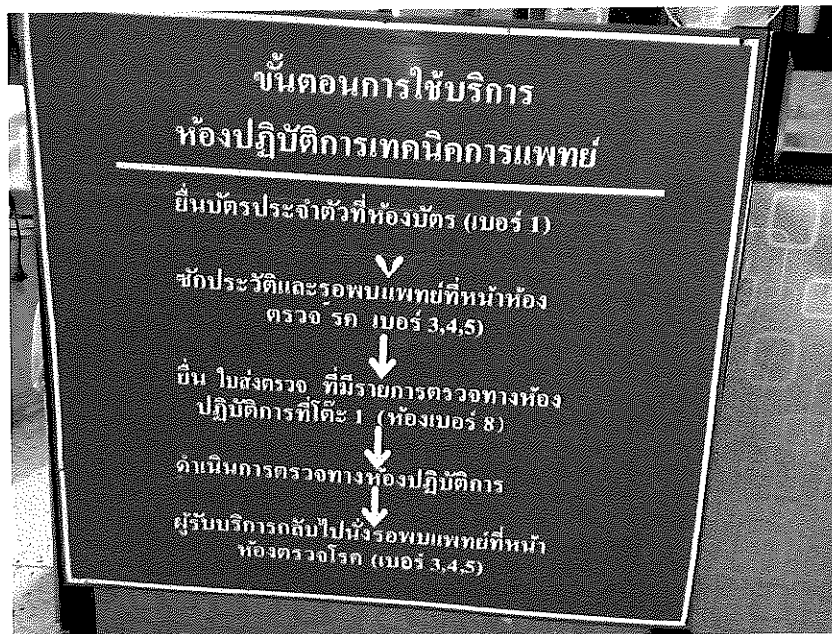 ขั้นตอนการใช้บริการ
ห้องปฏิบัติการเทคนิคการแพทย์
ยื่นบัตรประจำตัวที่ห้องบัตร (เบอร์ 1)
ซักประวัติและรอพบแพทย์ที่หน้าห้อง
ตรวจ รค เบอร์ 3,4,5)
ยื่น ใบส่งตรวจ ที่มีรายการตรวจทางห้อง
ปฏิบัติการที่โต๊ะ 1 (ห้องเบอร์ 8)
ดำเนินการตรวจทางห้องปฏิบัติการ
ผู้รับบริการกลับไปนั่งรอพบแพทย์ที่หน้า
ห้องตรวจโรค (เบอร์ 3,4,5)